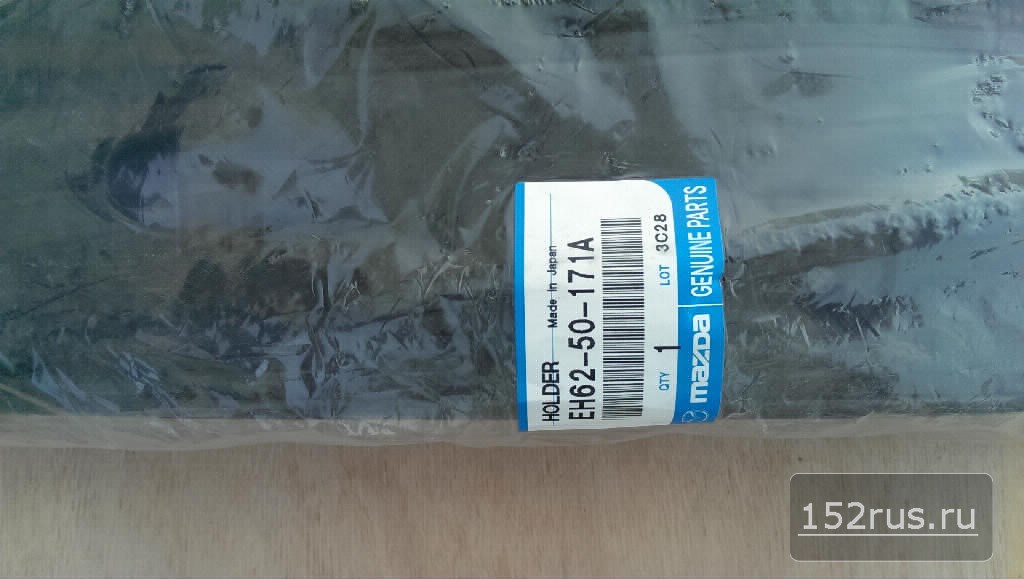 HOLDER
Made in Japan
EH62-50-171A
QTY 1
LOT 3C28
mazda GENUINE PARTS
152rus.ru